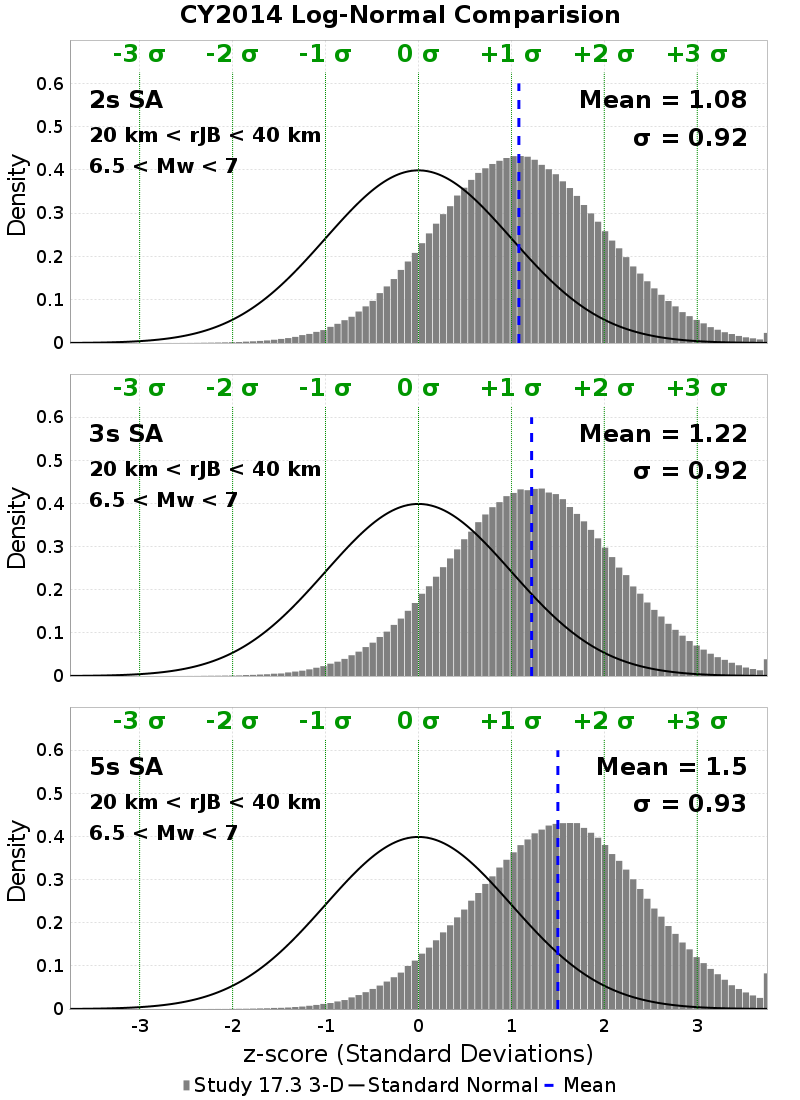 CY2014 Log-Normal Comparision
-3 σ -2 σ -1 σ 0 σ +1 σ +2 σ +3 σ
0.6
2s SA Mean = 1.08
0.5
20 km < rJB < 40 km σ = 0.92
6.5 < Mw < 7
0.4
Density
0.3
0.2
0.1
0
-3 σ -2 σ -1 σ 0 σ +1 σ +2 σ +3 σ
0.6
3s SA Mean = 1.22
0.5
20 km < rJB < 40 km σ = 0.92
6.5 < Mw < 7
0.4
Density
0.3
0.2
0.1
0
-3 σ -2 σ -1 σ 0 σ +1 σ +2 σ +3 σ
0.6
5s SA Mean = 1.5
0.5
20 km < rJB < 40 km σ = 0.93
6.5 < Mw < 7
0.4
Density
0.3
0.2
0.1
0
-3 -2 -1 0 1 2 3
z-score (Standard Deviations)
Study 17.3 3-D Standard Normal Mean